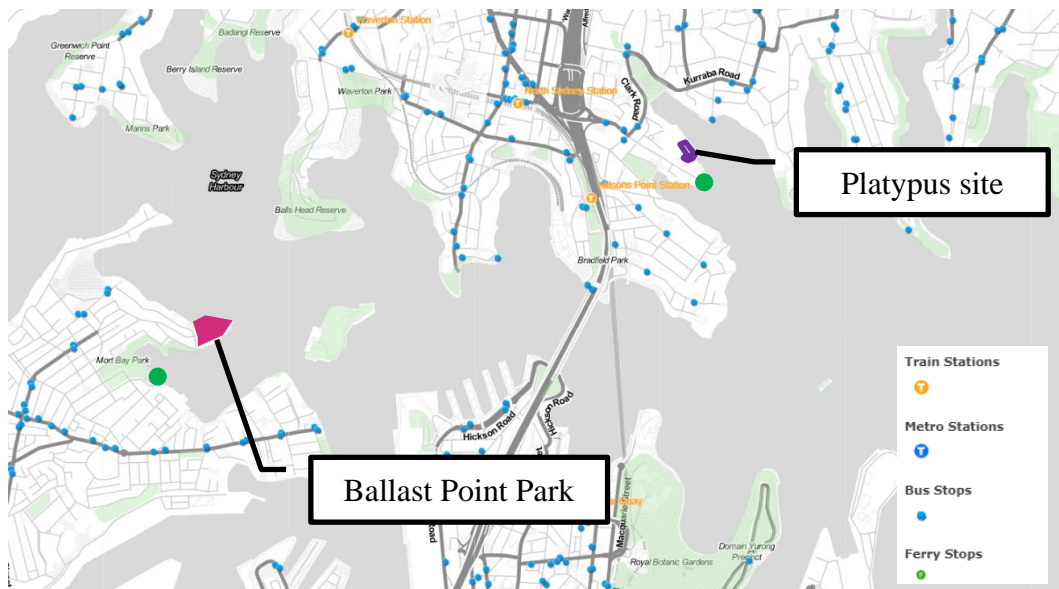 Waverton Station
Badangi Reserve
Greenwich Point
Reserve
Berry Island Reserve
Waverton Park
North Sydney Station
Clark Road
Kurraba Road
Manns Park
Sydney
Harbour
Balls Head Reserve
Milsons Point Station
Platypus site
Bradfield Park
Mort Bay Park
Hickson Road
Hickson Road
Ballast Point Park
Quay
Road
Macquarie Street
Royal Botanic Gardens
Domain Yurong
Precinct
Train Stations
T
Metro Stations
T
Bus Stops
Ferry Stops
F